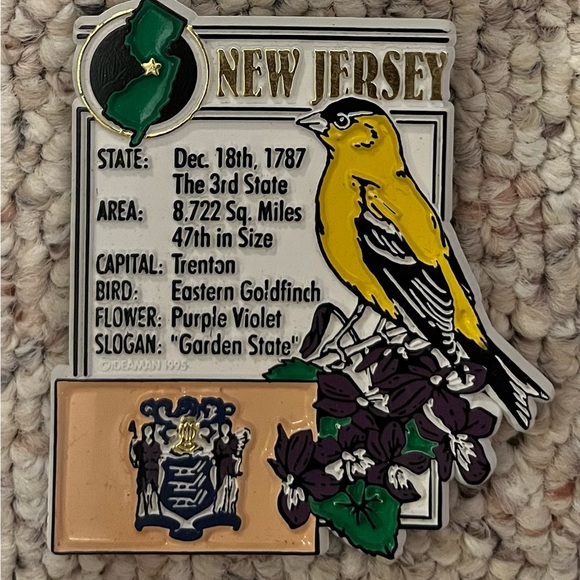 NEW JERSEY
STATE: Dec. 18th, 1787
The 3rd State
AREA: 8,722 Sq. Miles
47th in Size
CAPITAL: Trenton
BIRD: Eastern Goldfinch
FLOWER: Purple Violet
SLOGAN: "Garden State"
©IDEAMAN 1995